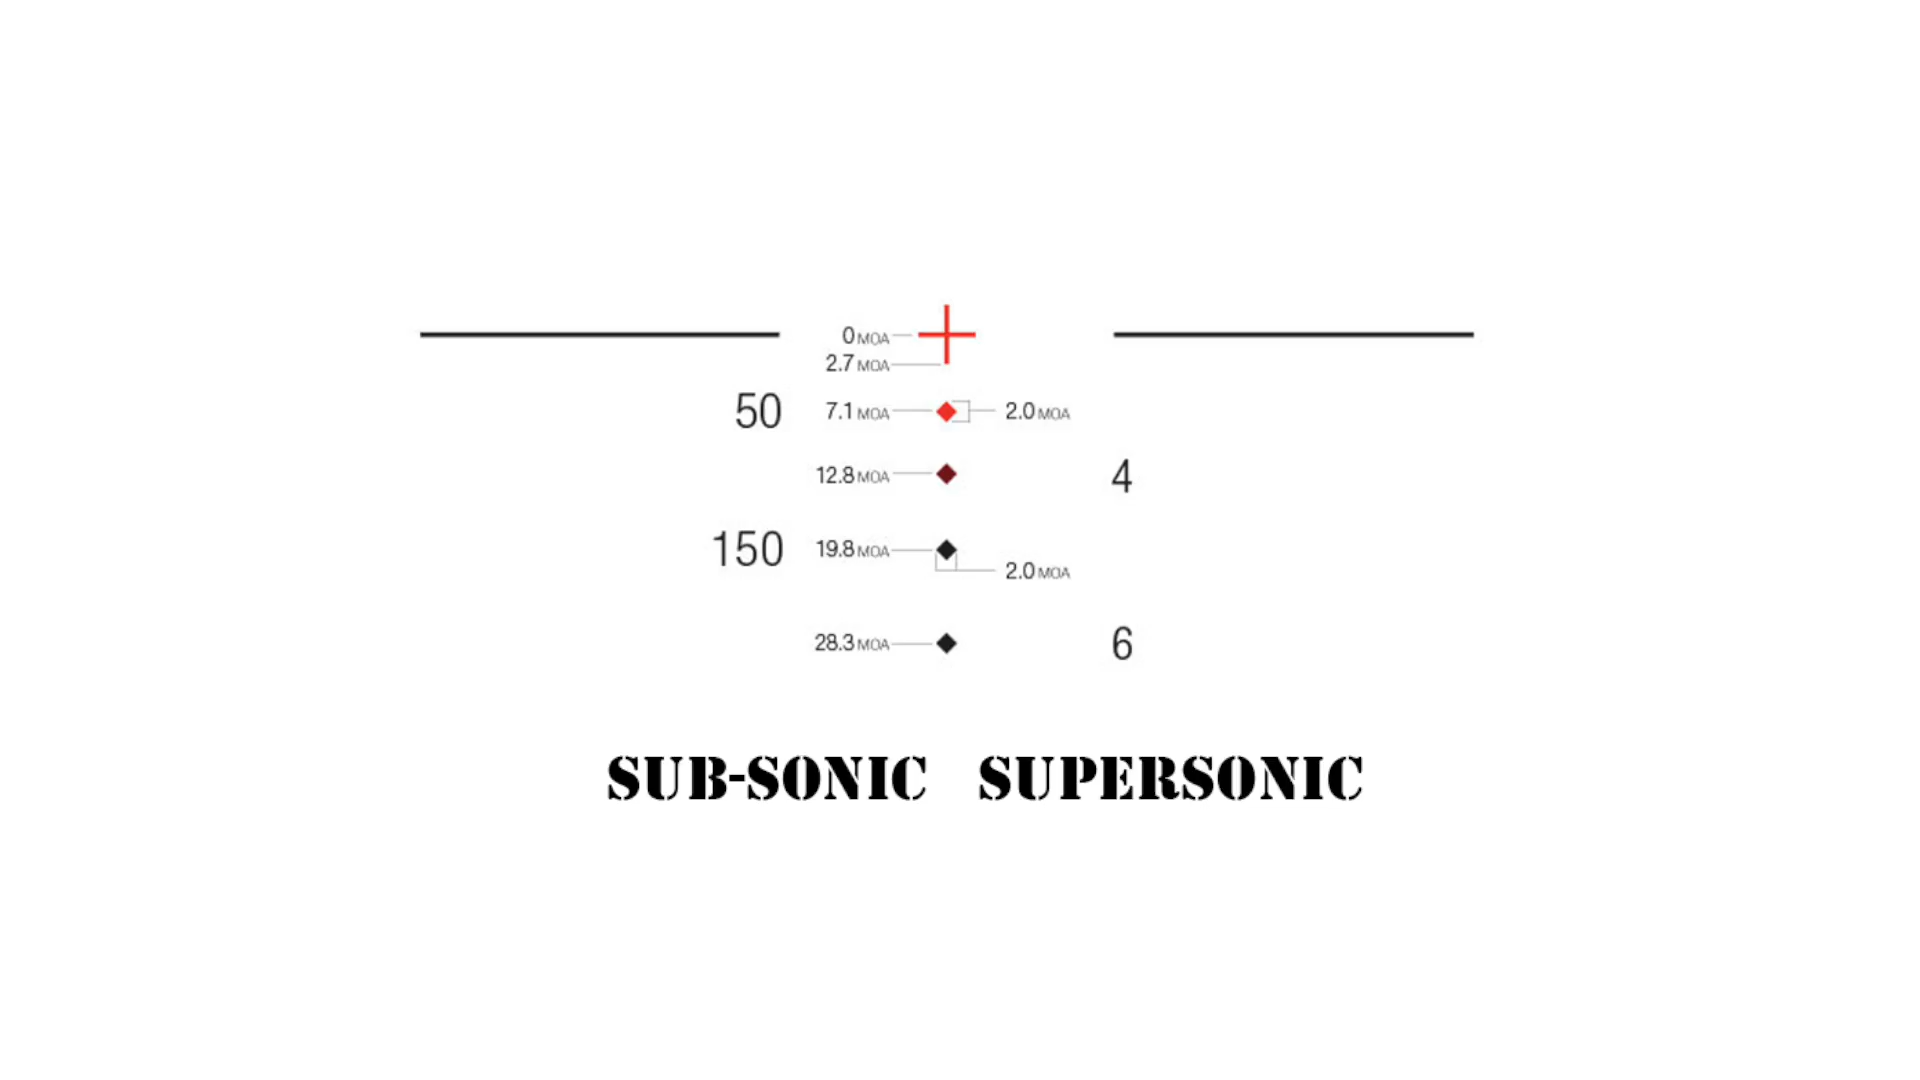 0 MOA
2.7 MOA
50 7.1 MOA 2.0 MOA
12.8 MOA 4
150 19.8 MOA
2.0 MOA
28.3 MOA 6
SUB-SONIC SUPERSONIC